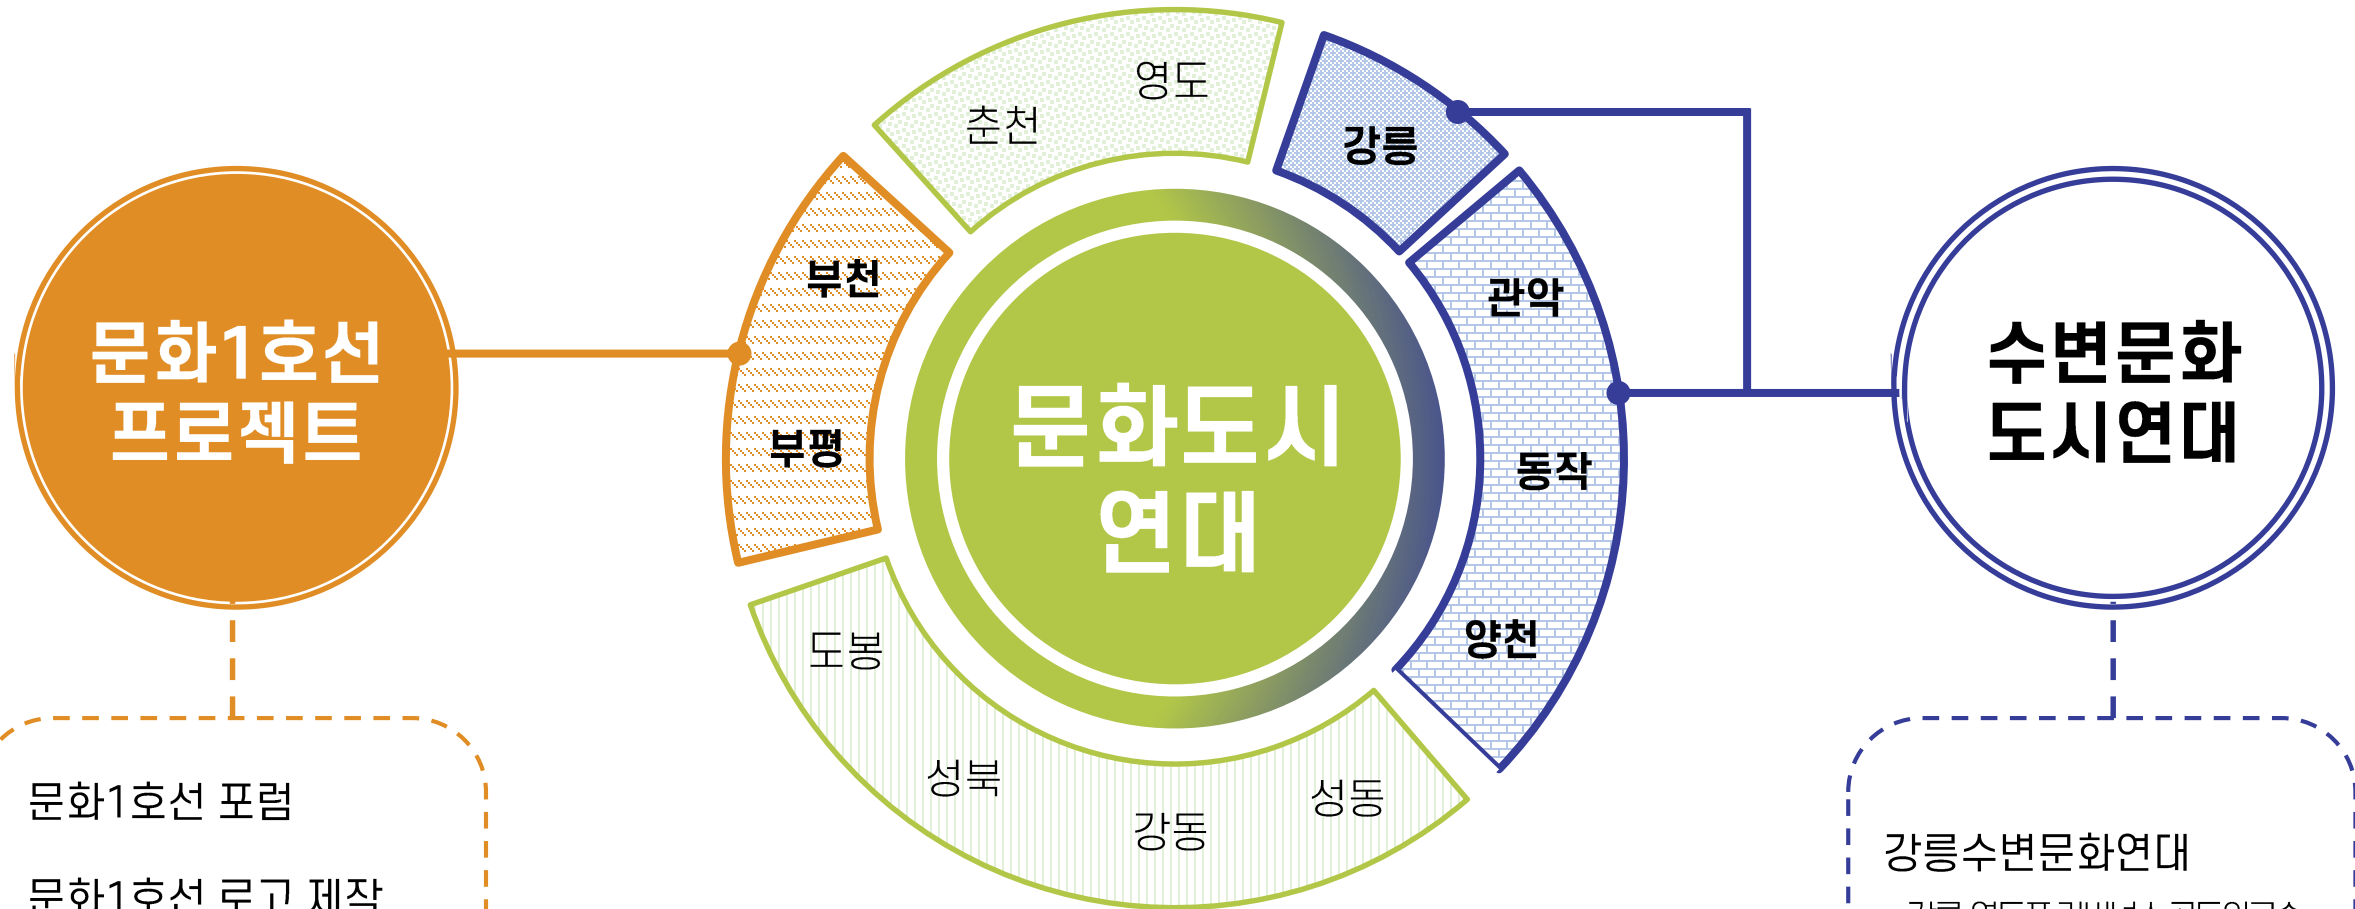 영도
춘천
강릉
부천
관악
문화1호선
프로젝트
수변문화
도시연대
문화도시
연대
부평
동작
양천
도봉
성북
강동
성동
문화1호선 포럼
문화1호선 로고 제작
강릉수변문화연대